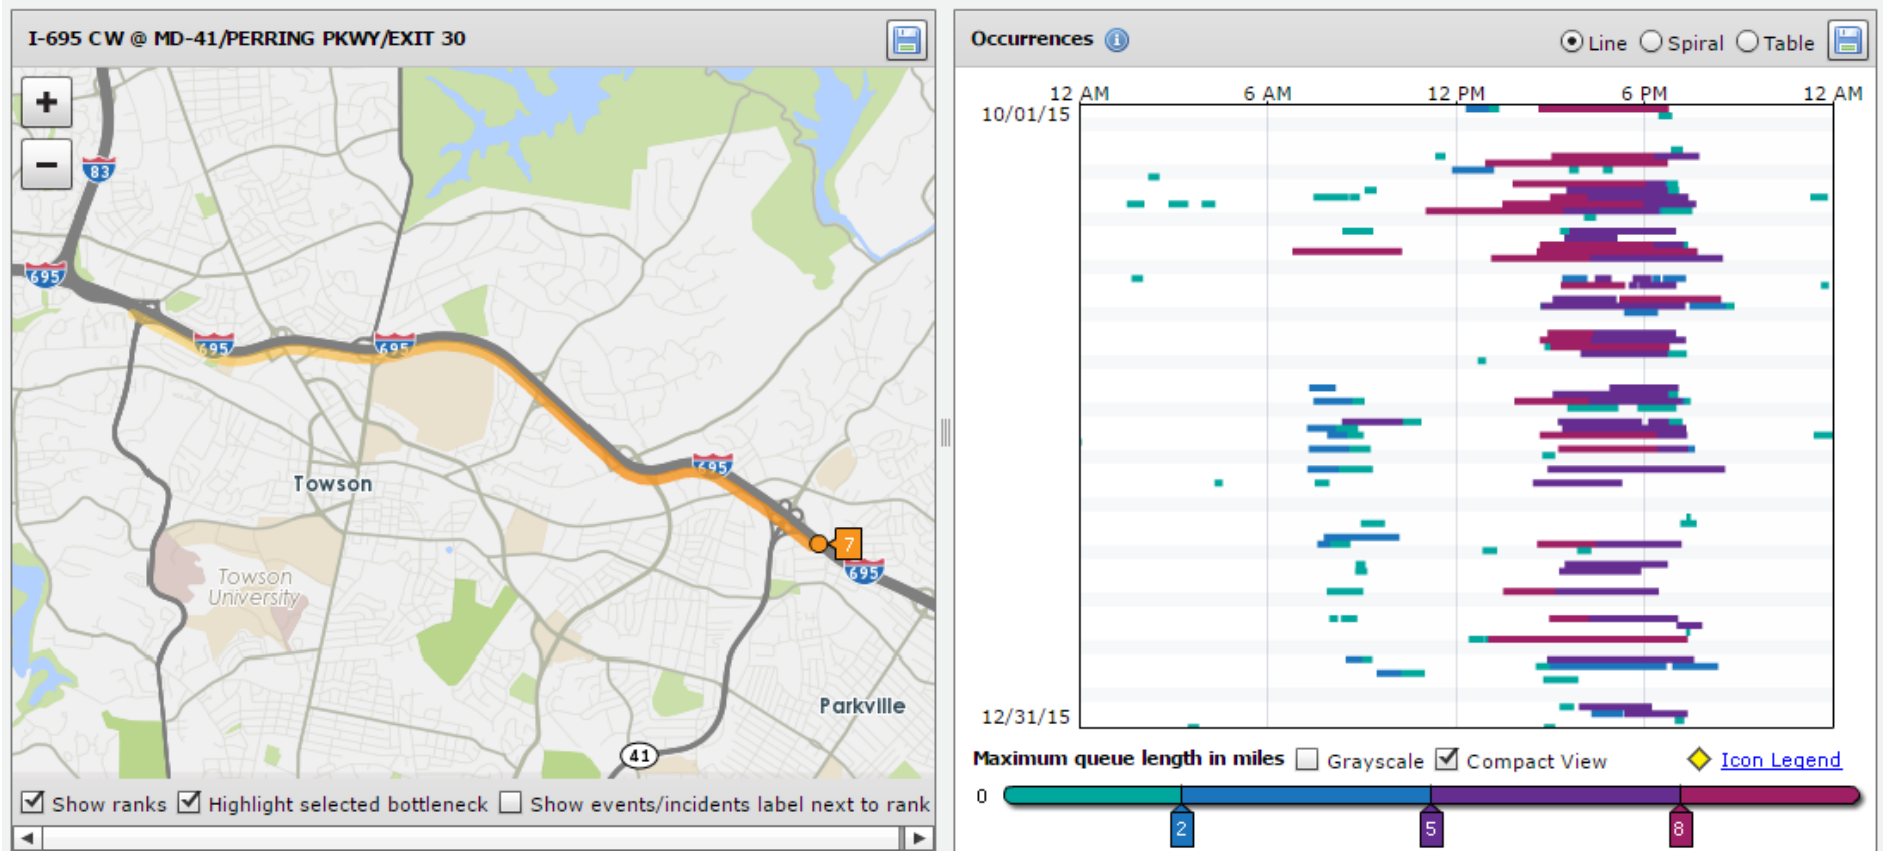 I-695 CW @ MD-41/PERRING PKWY/EXIT 30
+
−
83
695
695
695
695
7
695
Towson
Towson
University
Parkville
41
Show ranks Highlight selected bottleneck Show events/incidents label next to rank
Occurrences i Line Spiral Table
12 AM 6 AM 12 PM 6 PM 12 AM
10/01/15
12/31/15
Maximum queue length in miles Grayscale Compact View Icon Legend
0
2 5 8